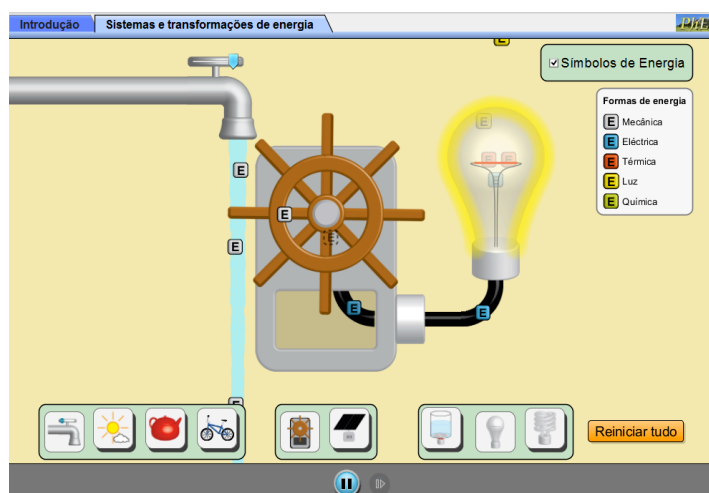 Introdução
Sistemas e transformações de energia
PhET
Símbolos de Energia
Formas de energia
E Mecânica
E Eléctrica
E Térmica
E Luz
E Química
E
E
E
E
E
E
E
E
Reiniciar tudo